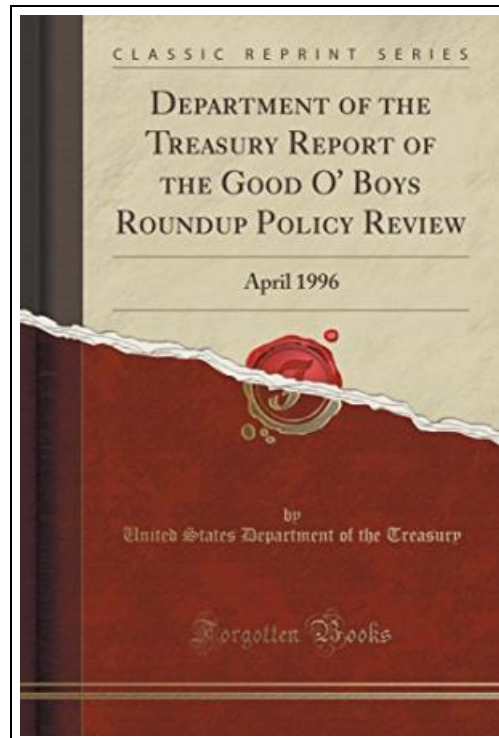 CLASSIC REPRINT SERIES
DEPARTMENT OF THE
TREASURY REPORT OF
THE GOOD O' BOYS
ROUNDUP POLICY REVIEW
April 1996
by
United States Department of the Treasury
Forgotten Books